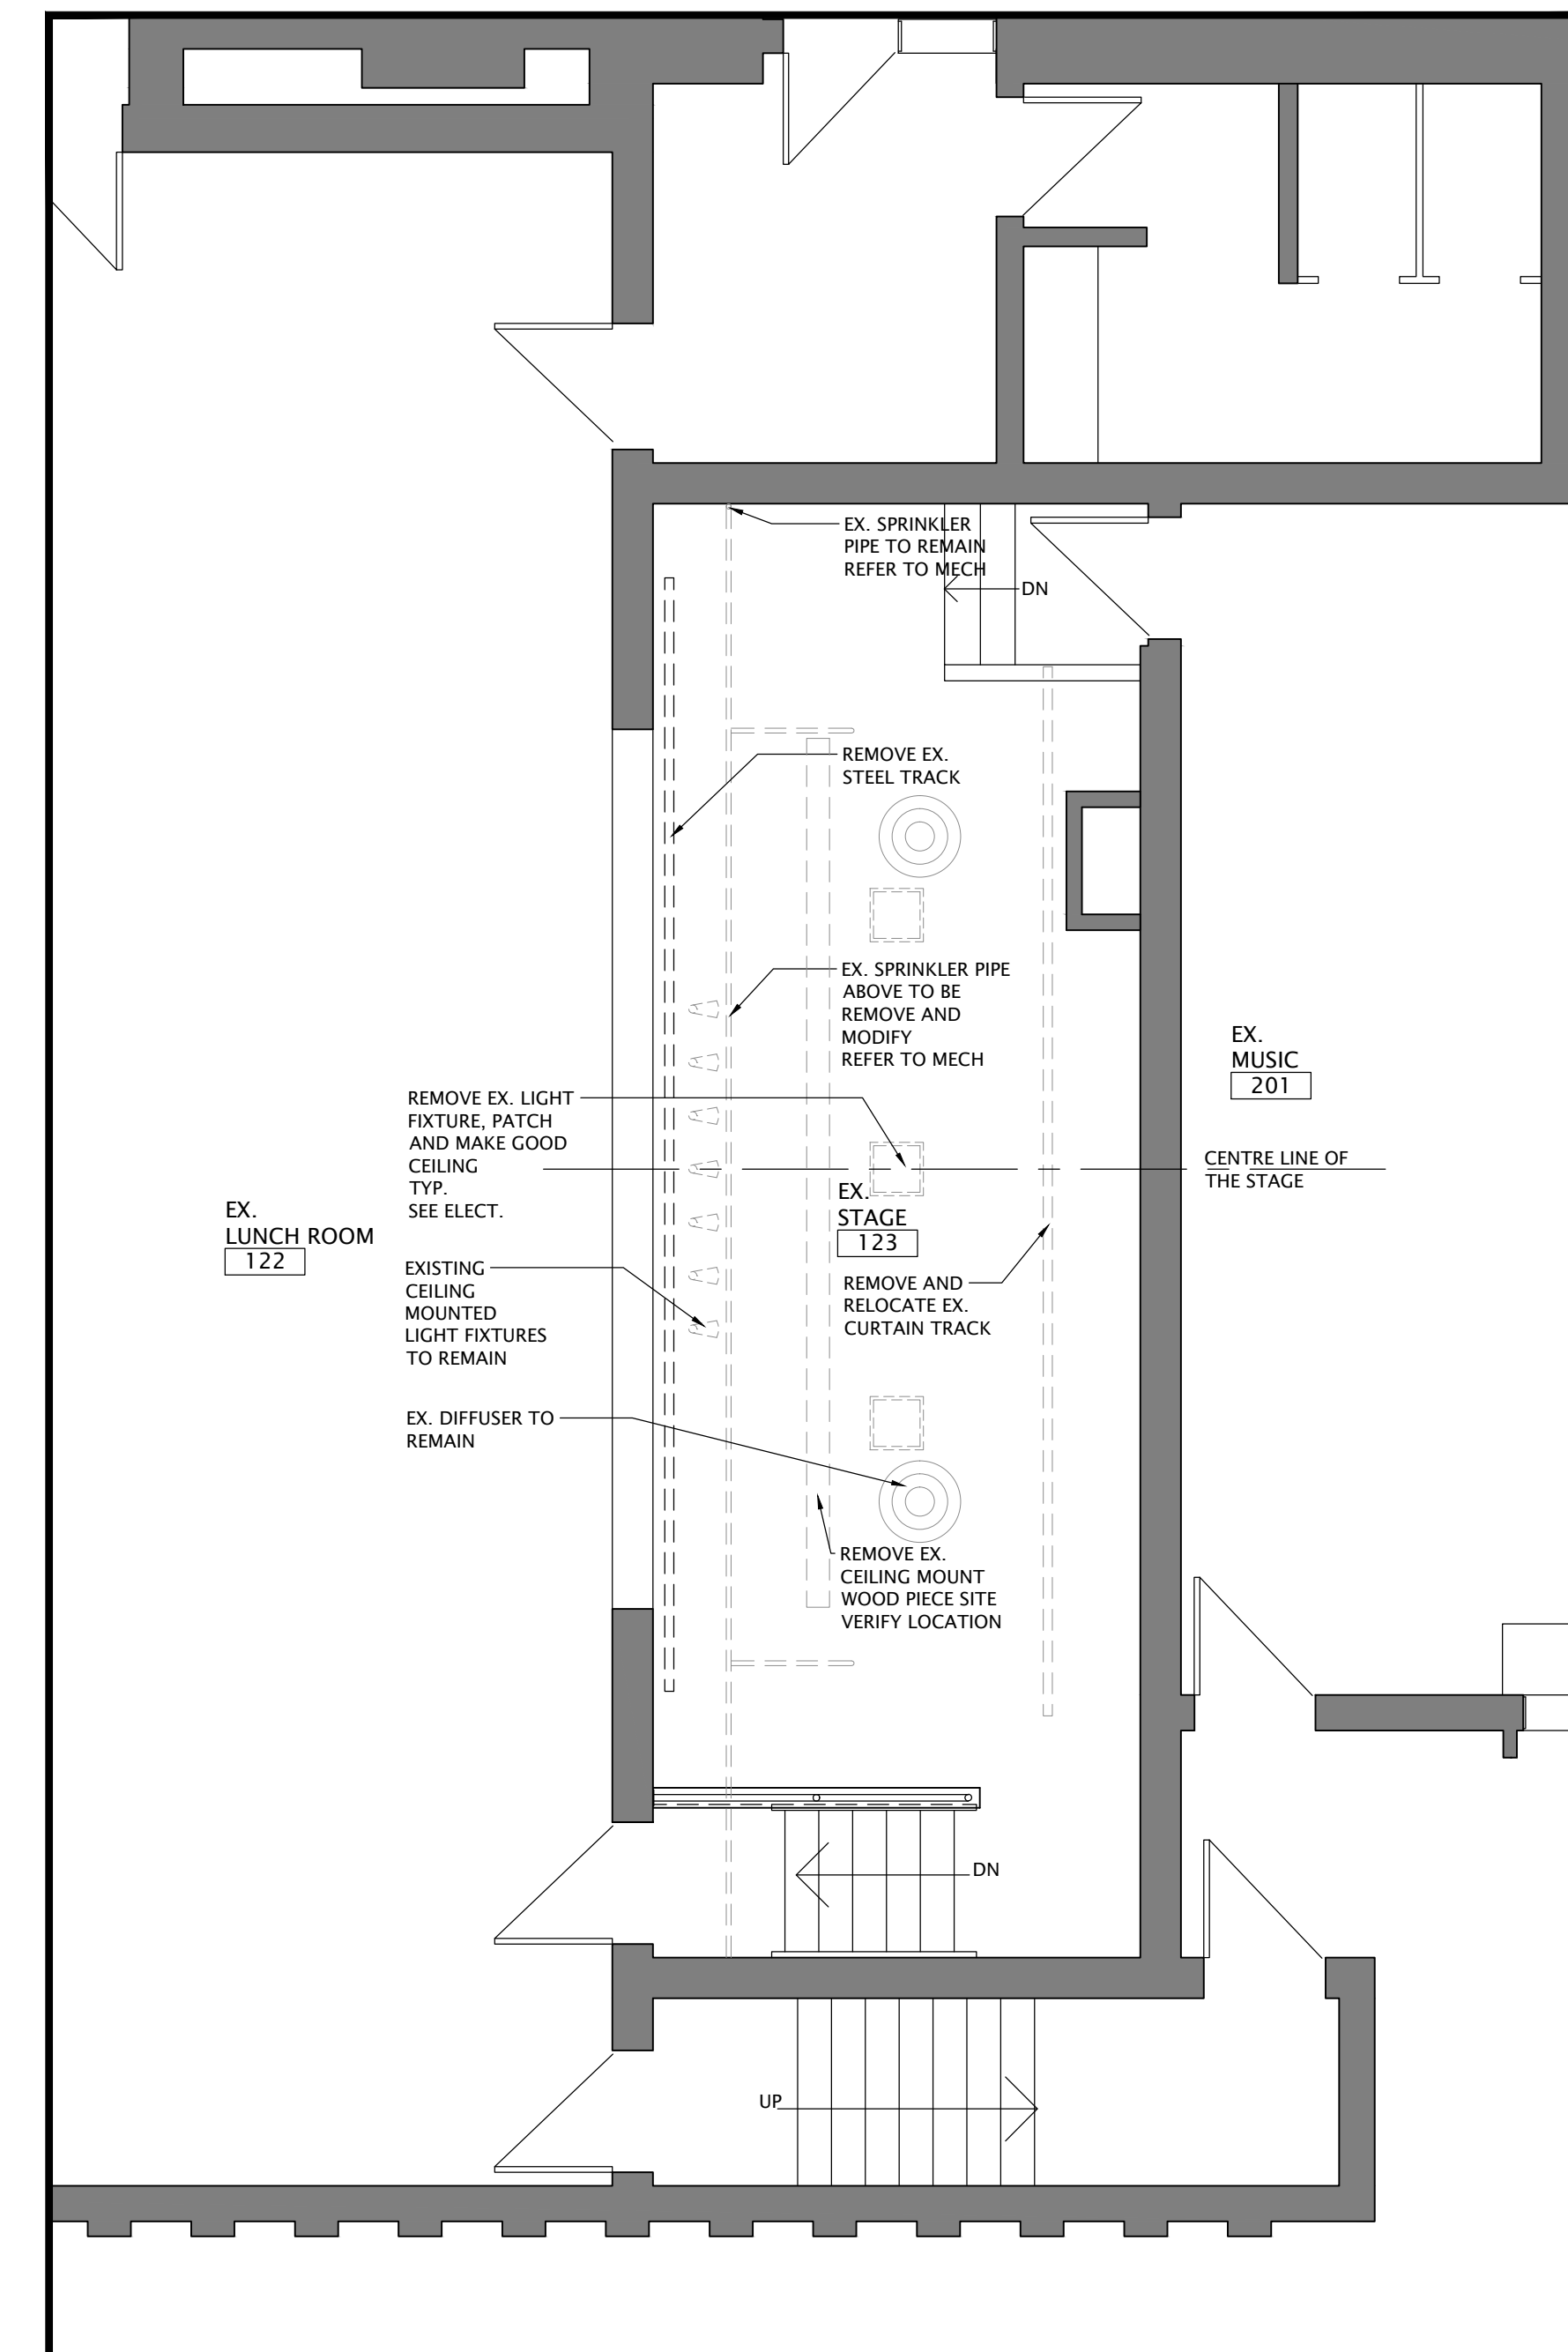 EX. SPRINKLER
PIPE TO REMAIN
REFER TO MECH
DN
REMOVE EX.
STEEL TRACK
EX. SPRINKLER PIPE
ABOVE TO BE
REMOVE AND
MODIFY
REFER TO MECH
EX.
MUSIC
201
REMOVE EX. LIGHT
FIXTURE, PATCH
AND MAKE GOOD
CEILING
TYP.
SEE ELECT.
CENTRE LINE OF
THE STAGE
EX.
STAGE
123
EX.
LUNCH ROOM
122
EXISTING
CEILING
MOUNTED
LIGHT FIXTURES
TO REMAIN
REMOVE AND
RELOCATE EX.
CURTAIN TRACK
EX. DIFFUSER TO
REMAIN
REMOVE EX.
CEILING MOUNT
WOOD PIECE SITE
VERIFY LOCATION
DN
UP